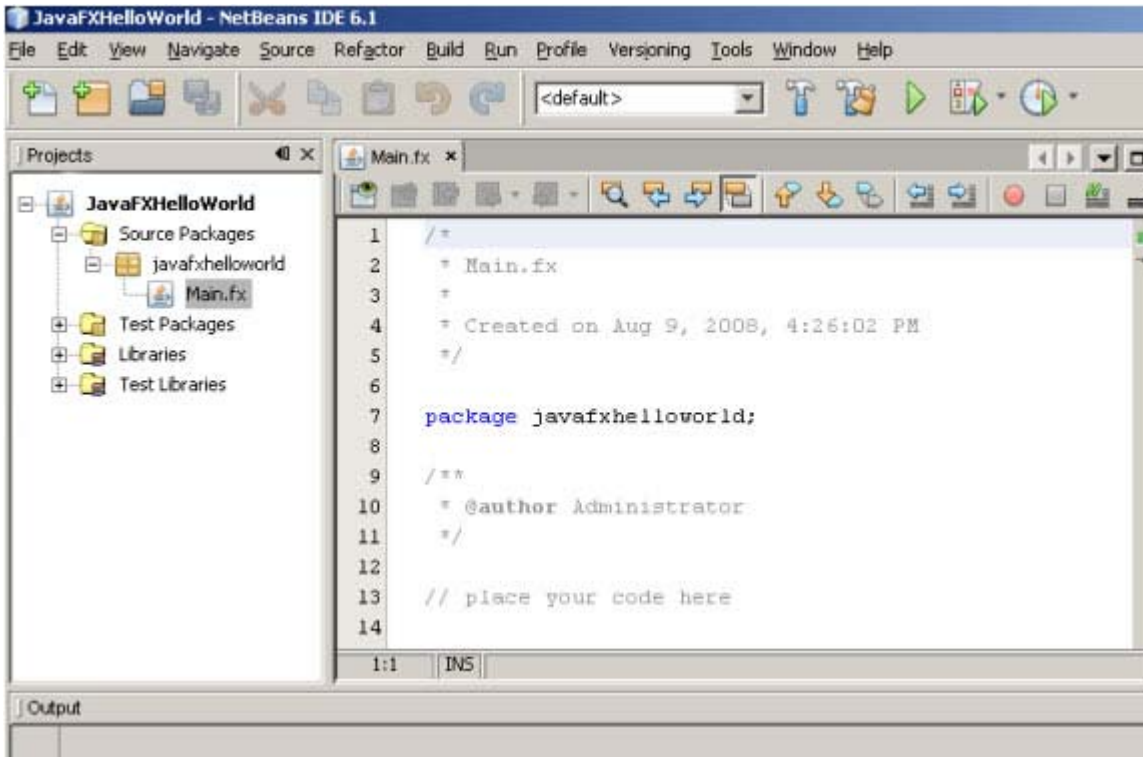 JavaFXHelloWorld - NetBeans IDE 6.1
File Edit View Navigate Source Refactor Build Run Profile Versioning Tools Window Help
<default>
Projects
JavaFXHelloWorld
Source Packages
javafxhelloworld
Main.fx
Test Packages
Libraries
Test Libraries
Main.fx
1 /*
2 * Main.fx
3 *
4 * Created on Aug 9, 2008, 4:26:02 PM
5 */
6
7 package javafxhelloworld;
8
9 /**
10 * @author Administrator
11 */
12
13 // place your code here
14
1:1 INS
Output